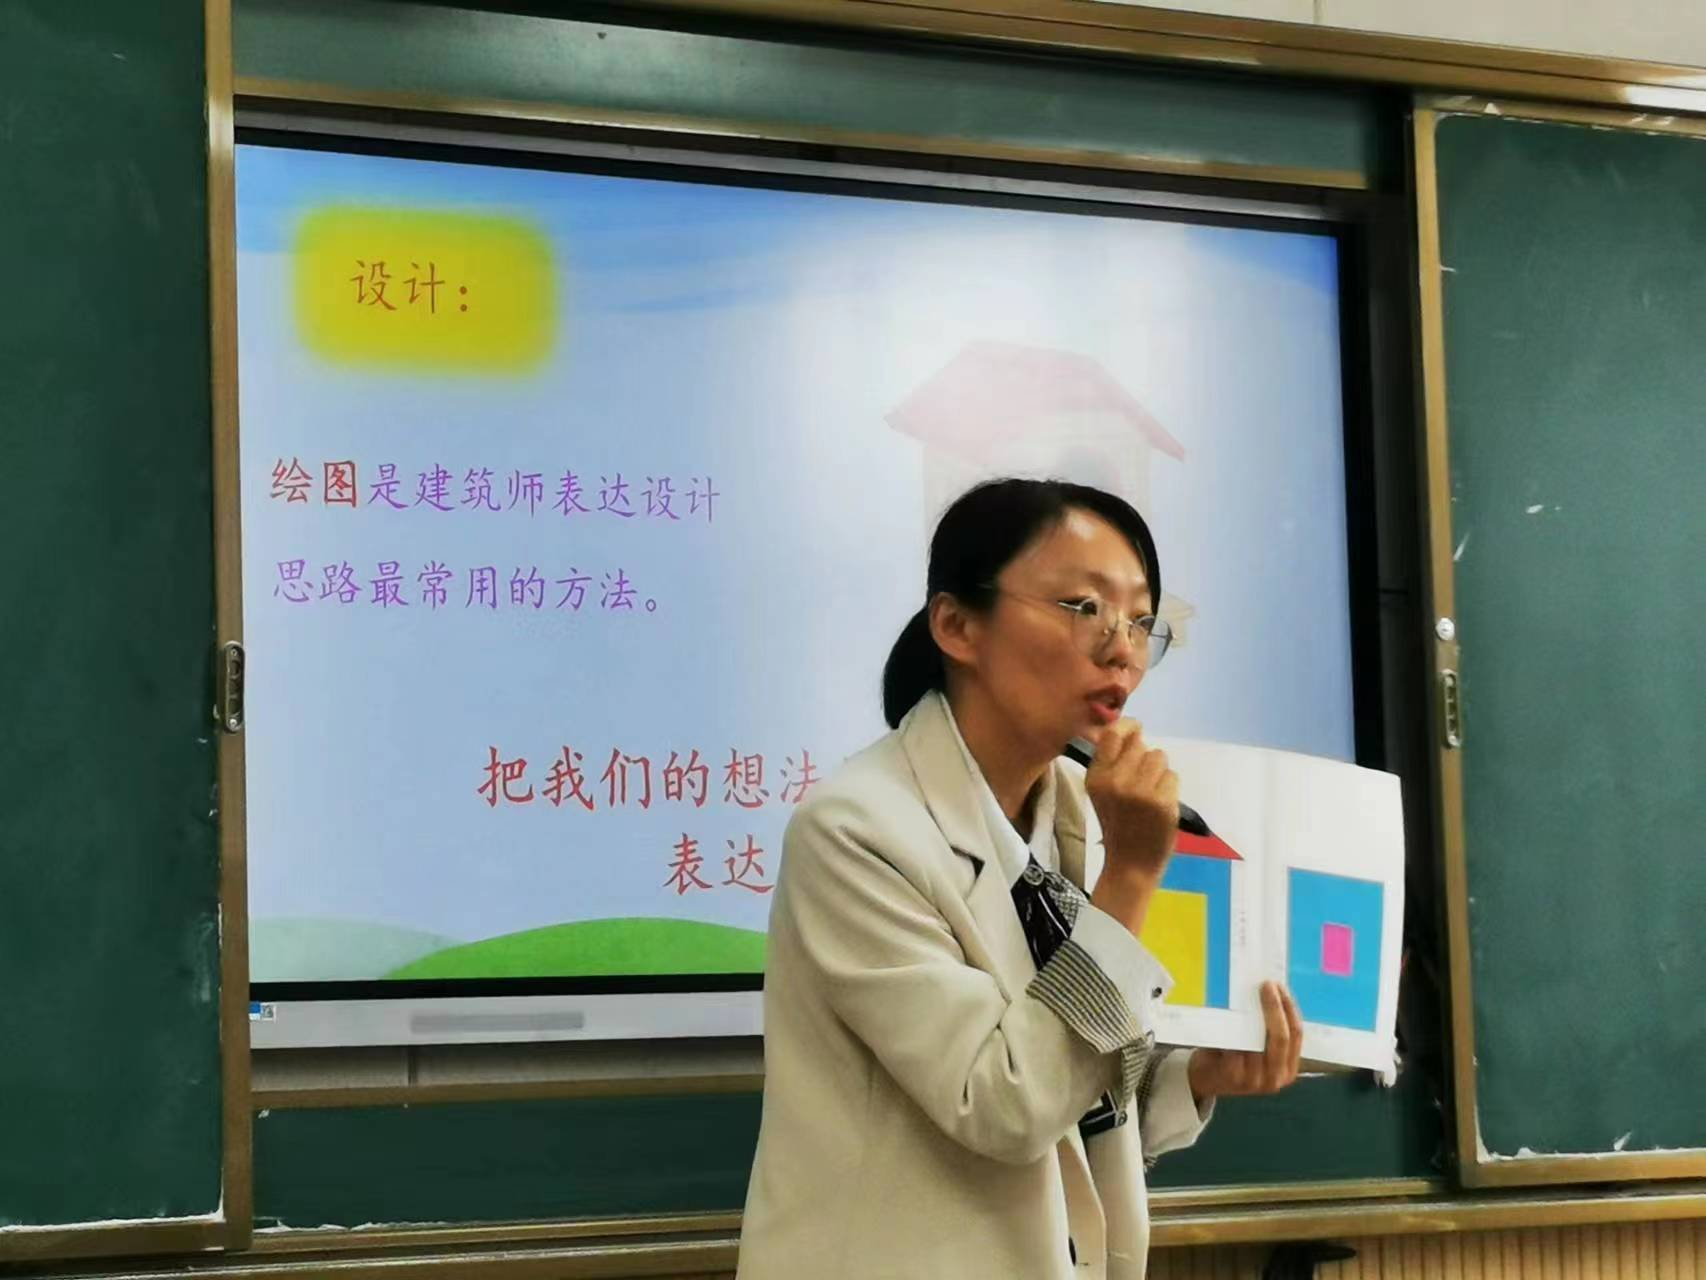 设计：
绘图是建筑师表达设计
思路最常用的方法。
把我们的想法
表达